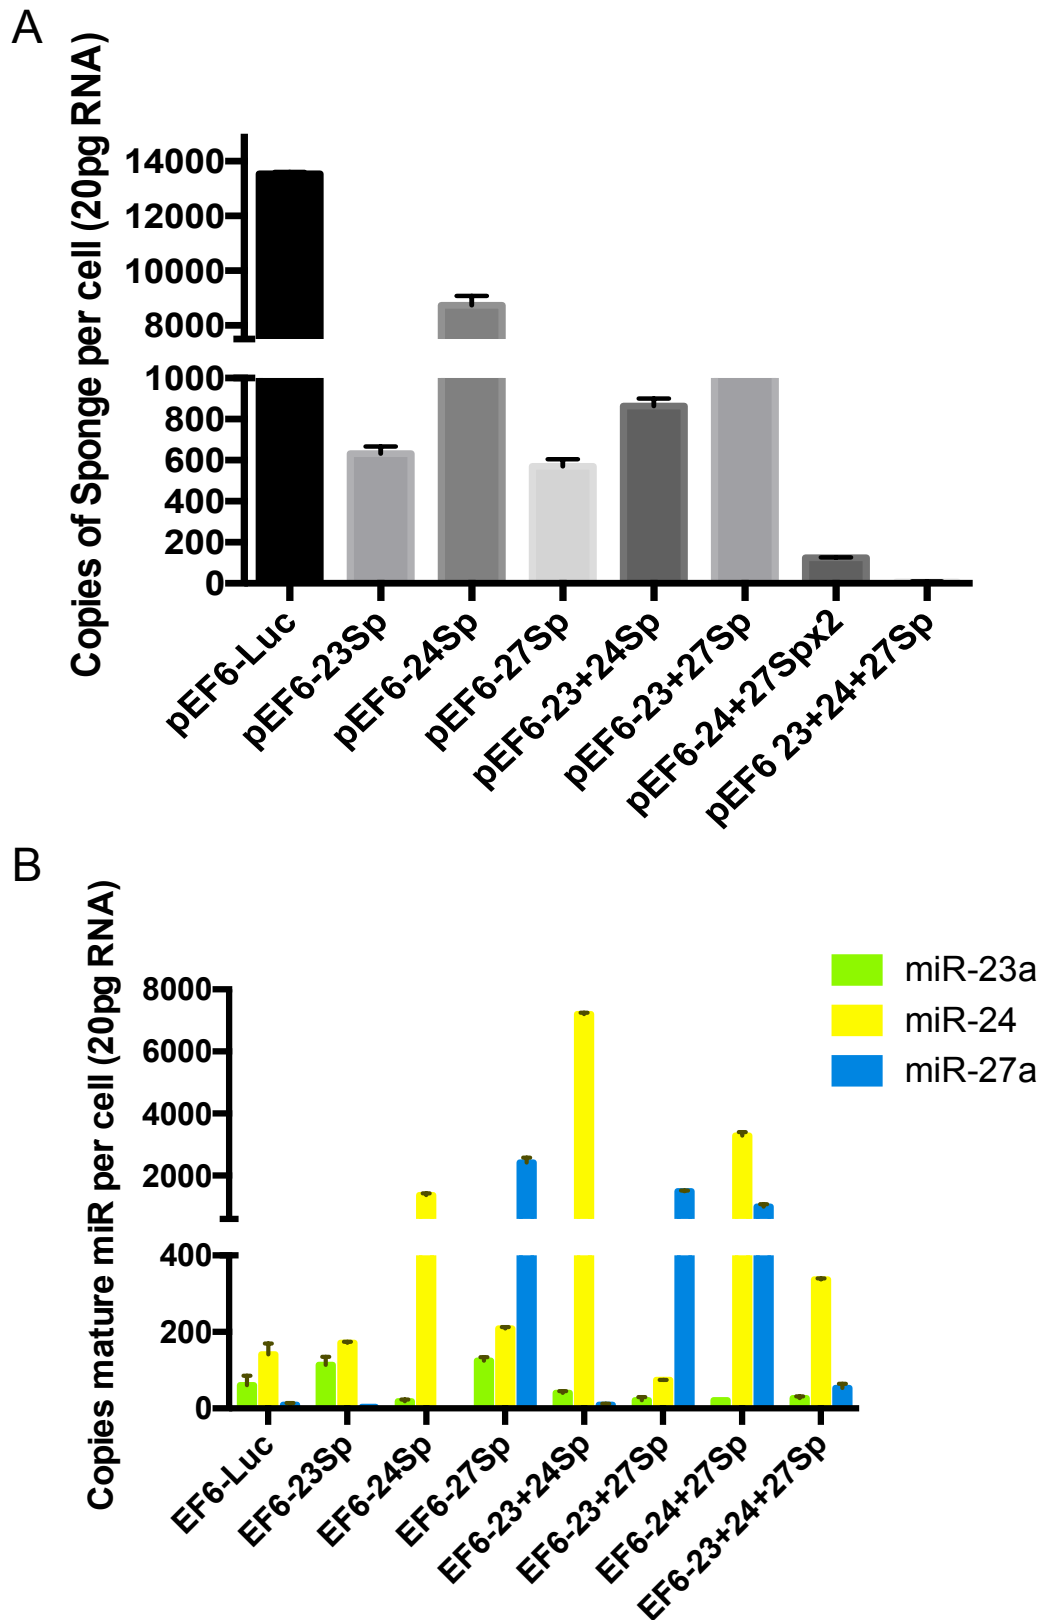 A
Copies of Sponge per cell (20pg RNA)
14000
12000
10000
8000
1000
800
600
400
200
0
pEF6-Luc
pEF6-23Sp
pEF6-24Sp
pEF6-27Sp
pEF6-23+24Sp
pEF6-23+27Sp
pEF6-24+27Spx2
pEF6 23+24+27Sp
B
Copies mature miR per cell (20pg RNA)
8000
6000
4000
2000
400
200
0
EF6-Luc
EF6-23Sp
EF6-24Sp
EF6-27Sp
EF6-23+24Sp
EF6-23+27Sp
EF6-24+27Sp
EF6-23+24+27Sp
miR-23a
miR-24
miR-27a